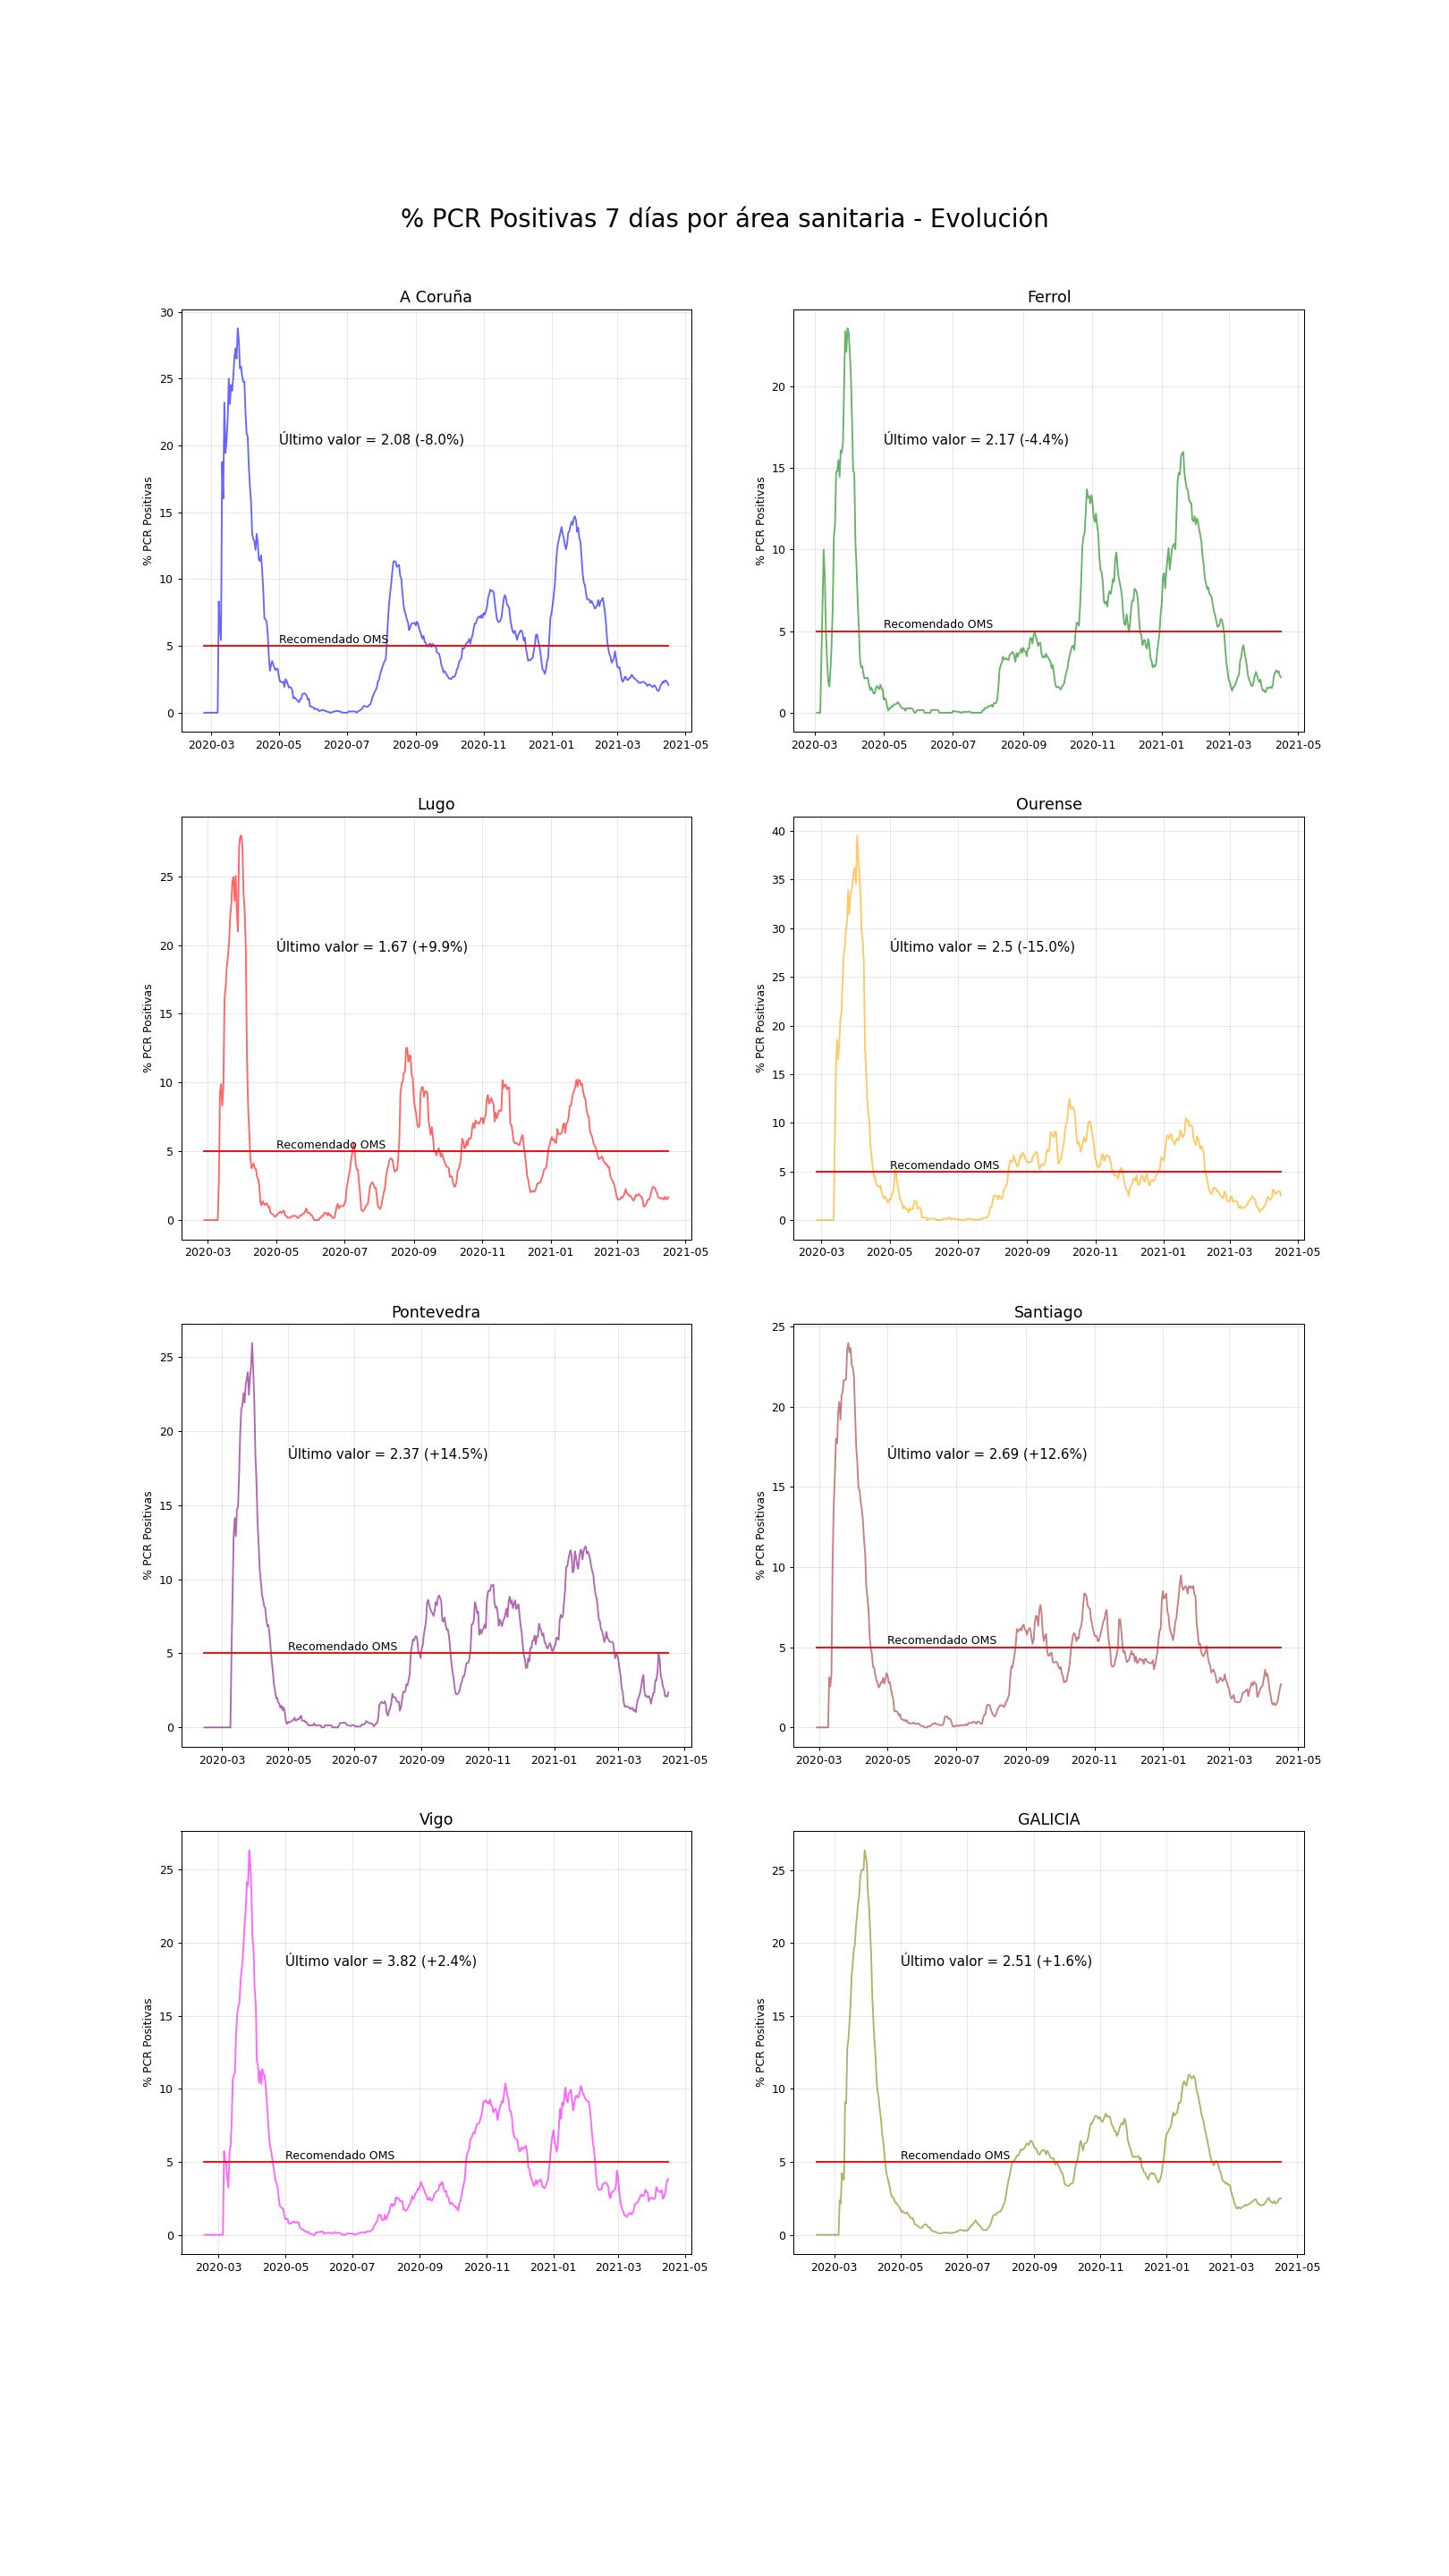 % PCR Positivas 7 días por área sanitaria - Evolución
A Coruña
30
25
20
15
10
5
0
% PCR Positivas
Último valor = 2.08 (-8.0%)
Recomendado OMS
2020-03 2020-05 2020-07 2020-09 2020-11 2021-01 2021-03 2021-05
Ferrol
20
15
10
5
0
% PCR Positivas
Último valor = 2.17 (-4.4%)
Recomendado OMS
2020-03 2020-05 2020-07 2020-09 2020-11 2021-01 2021-03 2021-05
Lugo
25
20
15
10
5
0
% PCR Positivas
Último valor = 1.67 (+9.9%)
Recomendado OMS
2020-03 2020-05 2020-07 2020-09 2020-11 2021-01 2021-03 2021-05
Ourense
40
35
30
25
20
15
10
5
0
% PCR Positivas
Último valor = 2.5 (-15.0%)
Recomendado OMS
2020-03 2020-05 2020-07 2020-09 2020-11 2021-01 2021-03 2021-05
Pontevedra
25
20
15
10
5
0
% PCR Positivas
Último valor = 2.37 (+14.5%)
Recomendado OMS
2020-03 2020-05 2020-07 2020-09 2020-11 2021-01 2021-03 2021-05
Santiago
25
20
15
10
5
0
% PCR Positivas
Último valor = 2.69 (+12.6%)
Recomendado OMS
2020-03 2020-05 2020-07 2020-09 2020-11 2021-01 2021-03 2021-05
Vigo
25
20
15
10
5
0
% PCR Positivas
Último valor = 3.82 (+2.4%)
Recomendado OMS
2020-03 2020-05 2020-07 2020-09 2020-11 2021-01 2021-03 2021-05
GALICIA
25
20
15
10
5
0
% PCR Positivas
Último valor = 2.51 (+1.6%)
Recomendado OMS
2020-03 2020-05 2020-07 2020-09 2020-11 2021-01 2021-03 2021-05